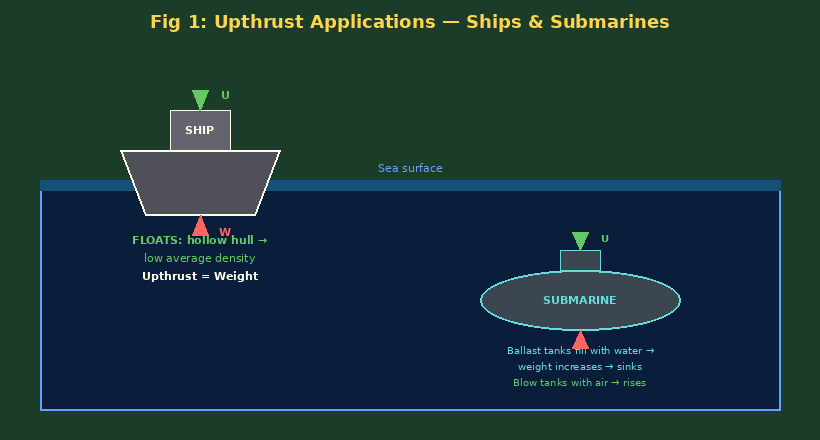 Fig 1: Upthrust Applications — Ships & Submarines
U
SHIP
Sea surface
W
FLOATS: hollow hull →
low average density
Upthrust = Weight
U
SUBMARINE
Ballast tanks fill with water →
weight increases → sinks
Blow tanks with air → rises